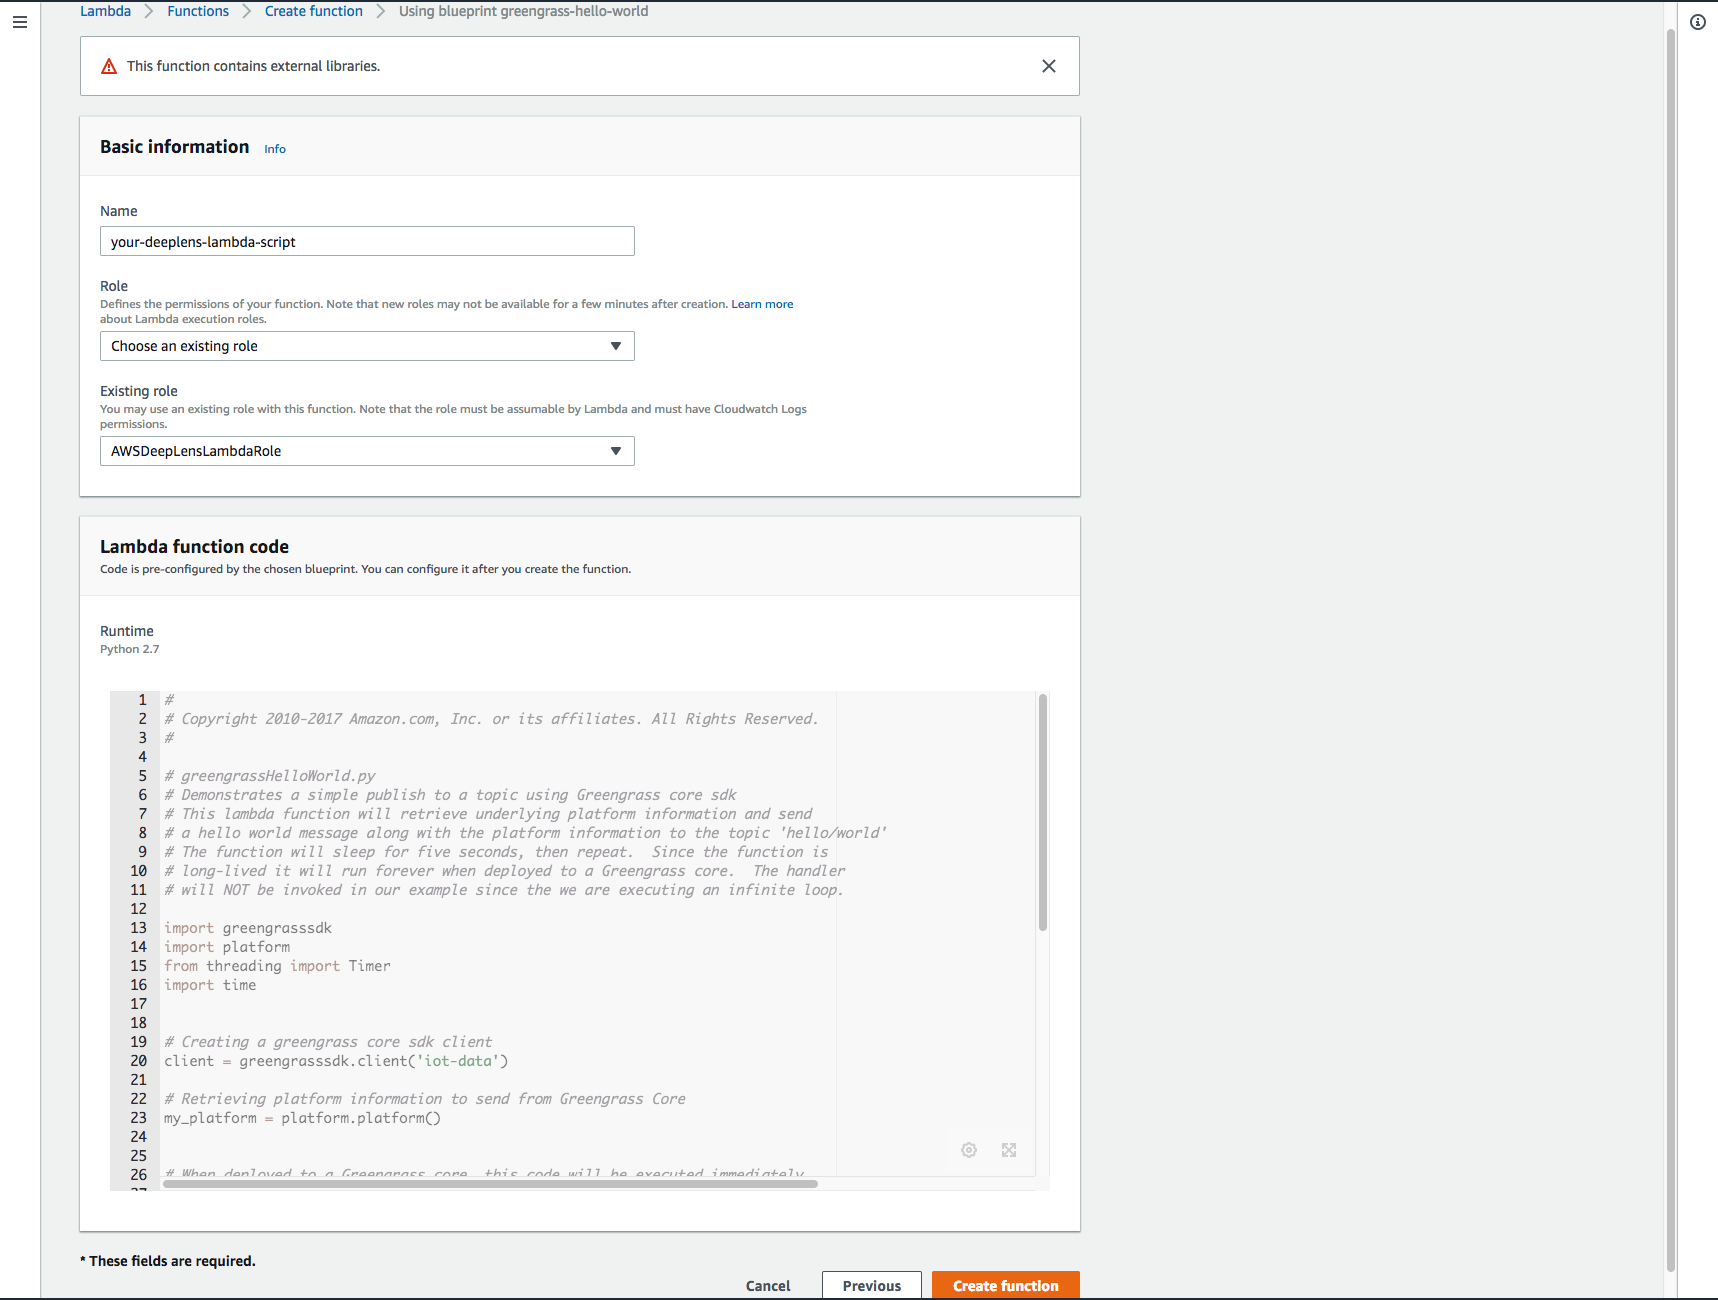 Lambda > Functions > Create function > Using blueprint greengrass-hello-world
This function contains external libraries.
Basic information Info
Name
your-deeplens-lambda-script
Role
Defines the permissions of your function. Note that new roles may not be available for a few minutes after creation. Learn more
about Lambda execution roles.
Choose an existing role
Existing role
You may use an existing role with this function. Note that the role must be assumable by Lambda and must have Cloudwatch Logs
permissions.
AWSDeepLensLambdaRole
Lambda function code
Code is pre-configured by the chosen blueprint. You can configure it after you create the function.
Runtime
Python 2.7
1 #
2 # Copyright 2010-2017 Amazon.com, Inc. or its affiliates. All Rights Reserved.
3 #
4
5 # greengrassHelloWorld.py
6 # Demonstrates a simple publish to a topic using Greengrass core sdk
7 # This lambda function will retrieve underlying platform information and send
8 # a hello world message along with the platform information to the topic 'hello/world'
9 # The function will sleep for five seconds, then repeat.  Since the function is
10 # long-lived it will run forever when deployed to a Greengrass core.  The handler
11 # will NOT be invoked in our example since the we are executing an infinite loop.
12
13 import greengrasssdk
14 import platform
15 from threading import Timer
16 import time
17
18
19 # Creating a greengrass core sdk client
20 client = greengrasssdk.client('iot-data')
21
22 # Retrieving platform information to send from Greengrass Core
23 my_platform = platform.platform()
24
25
26 # When deployed to a Greengrass core, this code will be executed immediately
27
* These fields are required.
Cancel Previous Create function